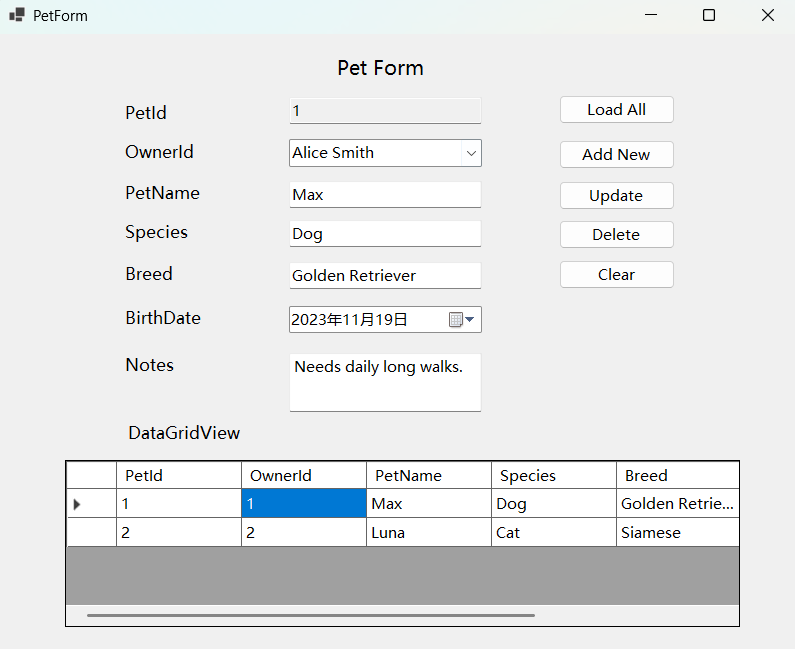 PetForm
Pet Form
PetId 1 Load All
OwnerId Alice Smith Add New
PetName Max Update
Species Dog Delete
Breed Golden Retriever Clear
BirthDate 2023年11月19日
Notes Needs daily long walks.
DataGridView
PetId OwnerId PetName Species Breed
1 1 Max Dog Golden Retrie...
2 2 Luna Cat Siamese